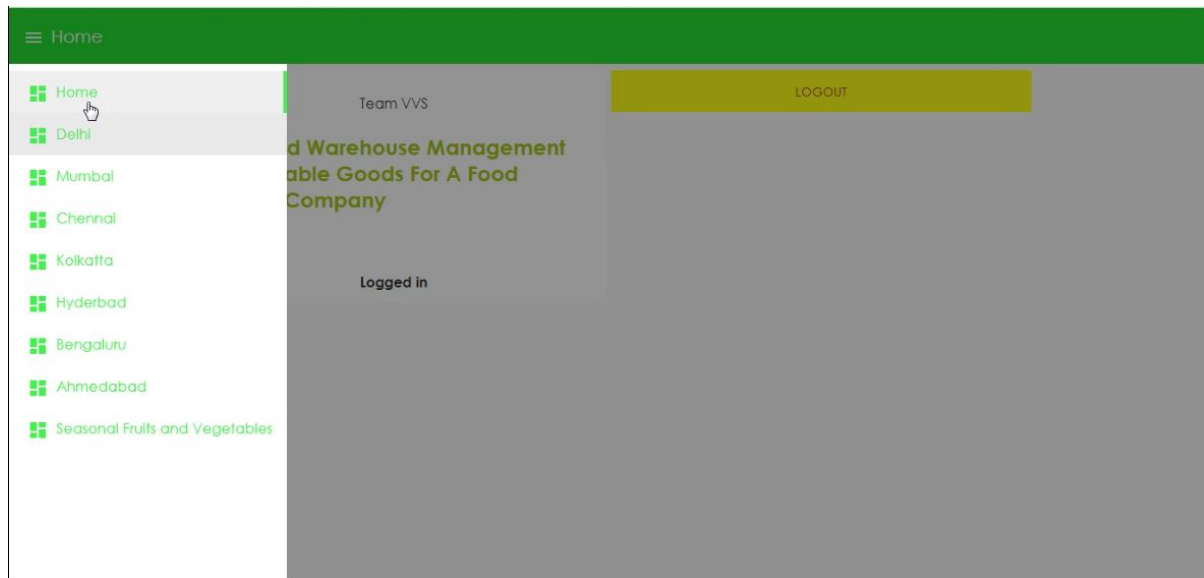 Home
Home
Delhi
Mumbai
Chennai
Kolkatta
Hyderbad
Bengaluru
Ahmedabad
Seasonal Fruits and Vegetables
Team VVS
d Warehouse Management
able Goods For A Food
Company
Logged in
LOGOUT